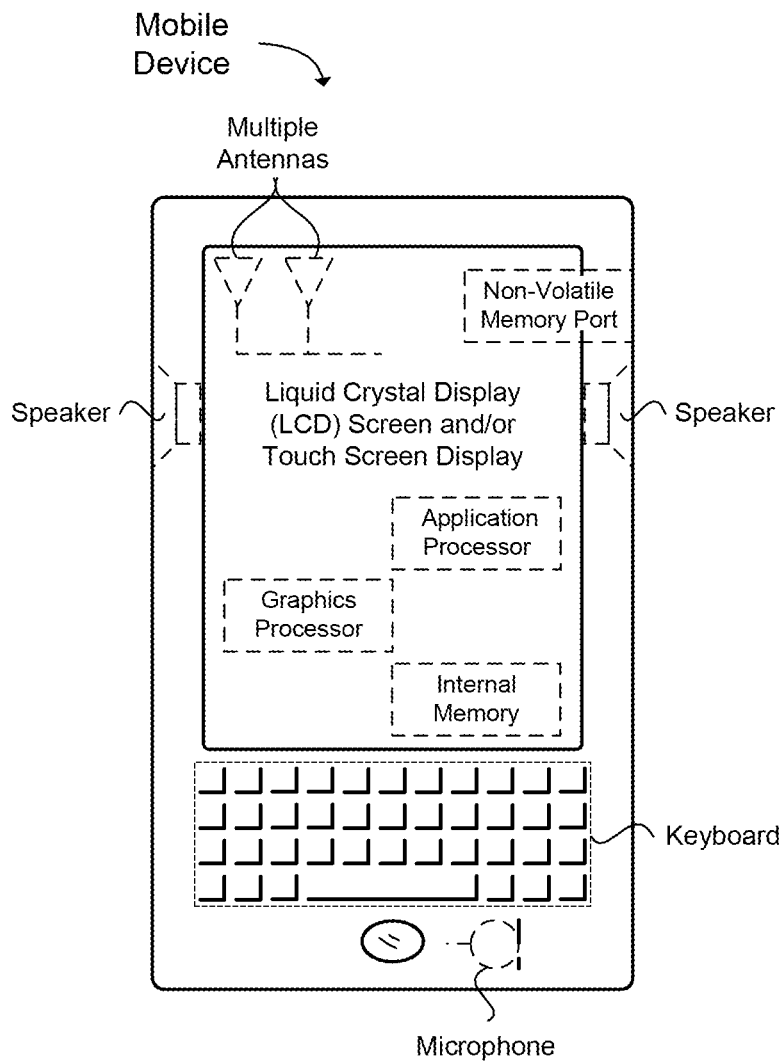 Mobile
Device
Multiple
Antennas
Non-Volatile
Memory Port
Speaker
Liquid Crystal Display
(LCD) Screen and/or
Touch Screen Display
Speaker
Application
Processor
Graphics
Processor
Internal
Memory
Keyboard
Microphone